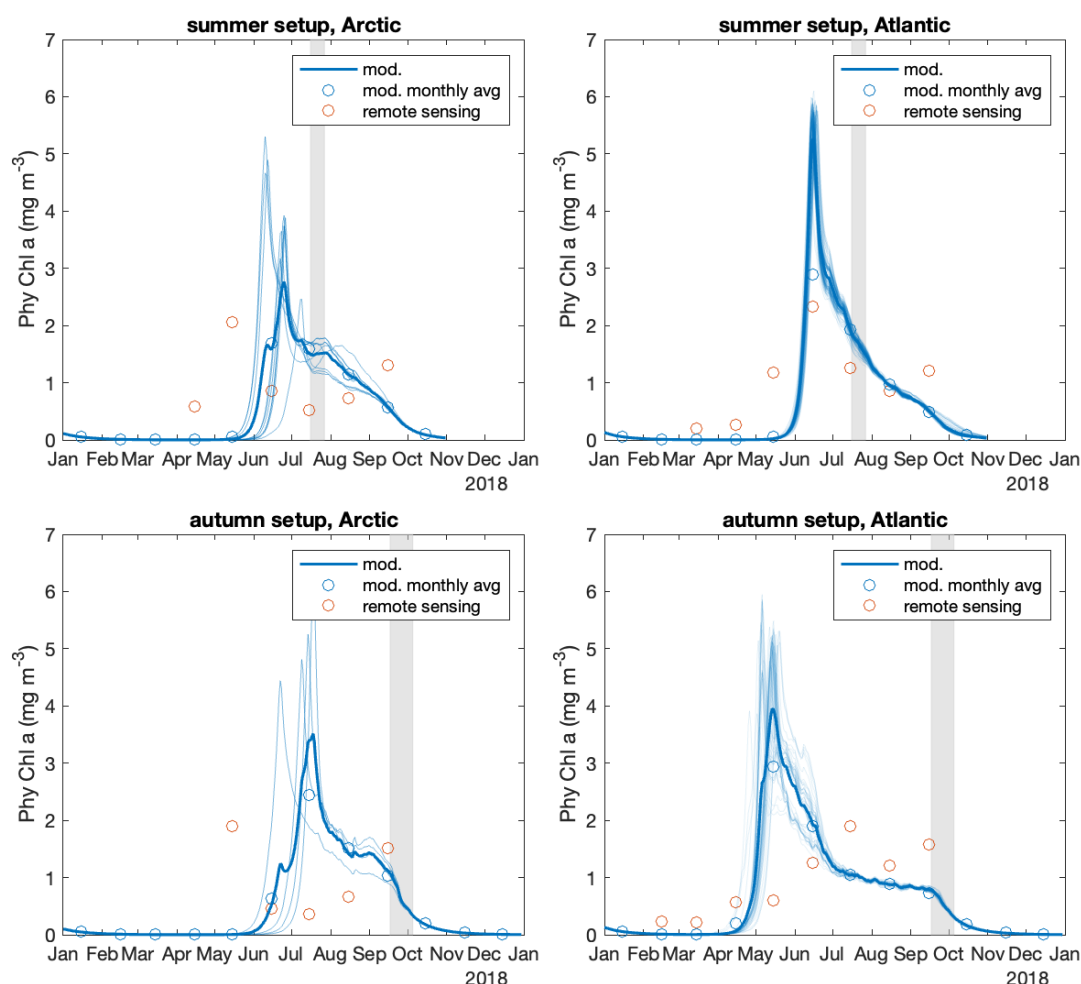 summer setup, Arctic
7
6
5
4
3
2
1
0
Phy Chl a (mg m-3)
mod.
mod. monthly avg
remote sensing
Jan Feb Mar Apr May Jun Jul Aug Sep Oct Nov Dec Jan
2018
summer setup, Atlantic
7
6
5
4
3
2
1
0
Phy Chl a (mg m-3)
mod.
mod. monthly avg
remote sensing
Jan Feb Mar Apr May Jun Jul Aug Sep Oct Nov Dec Jan
2018
autumn setup, Arctic
7
6
5
4
3
2
1
0
Phy Chl a (mg m-3)
mod.
mod. monthly avg
remote sensing
Jan Feb Mar Apr May Jun Jul Aug Sep Oct Nov Dec Jan
2018
autumn setup, Atlantic
7
6
5
4
3
2
1
0
Phy Chl a (mg m-3)
mod.
mod. monthly avg
remote sensing
Jan Feb Mar Apr May Jun Jul Aug Sep Oct Nov Dec Jan
2018